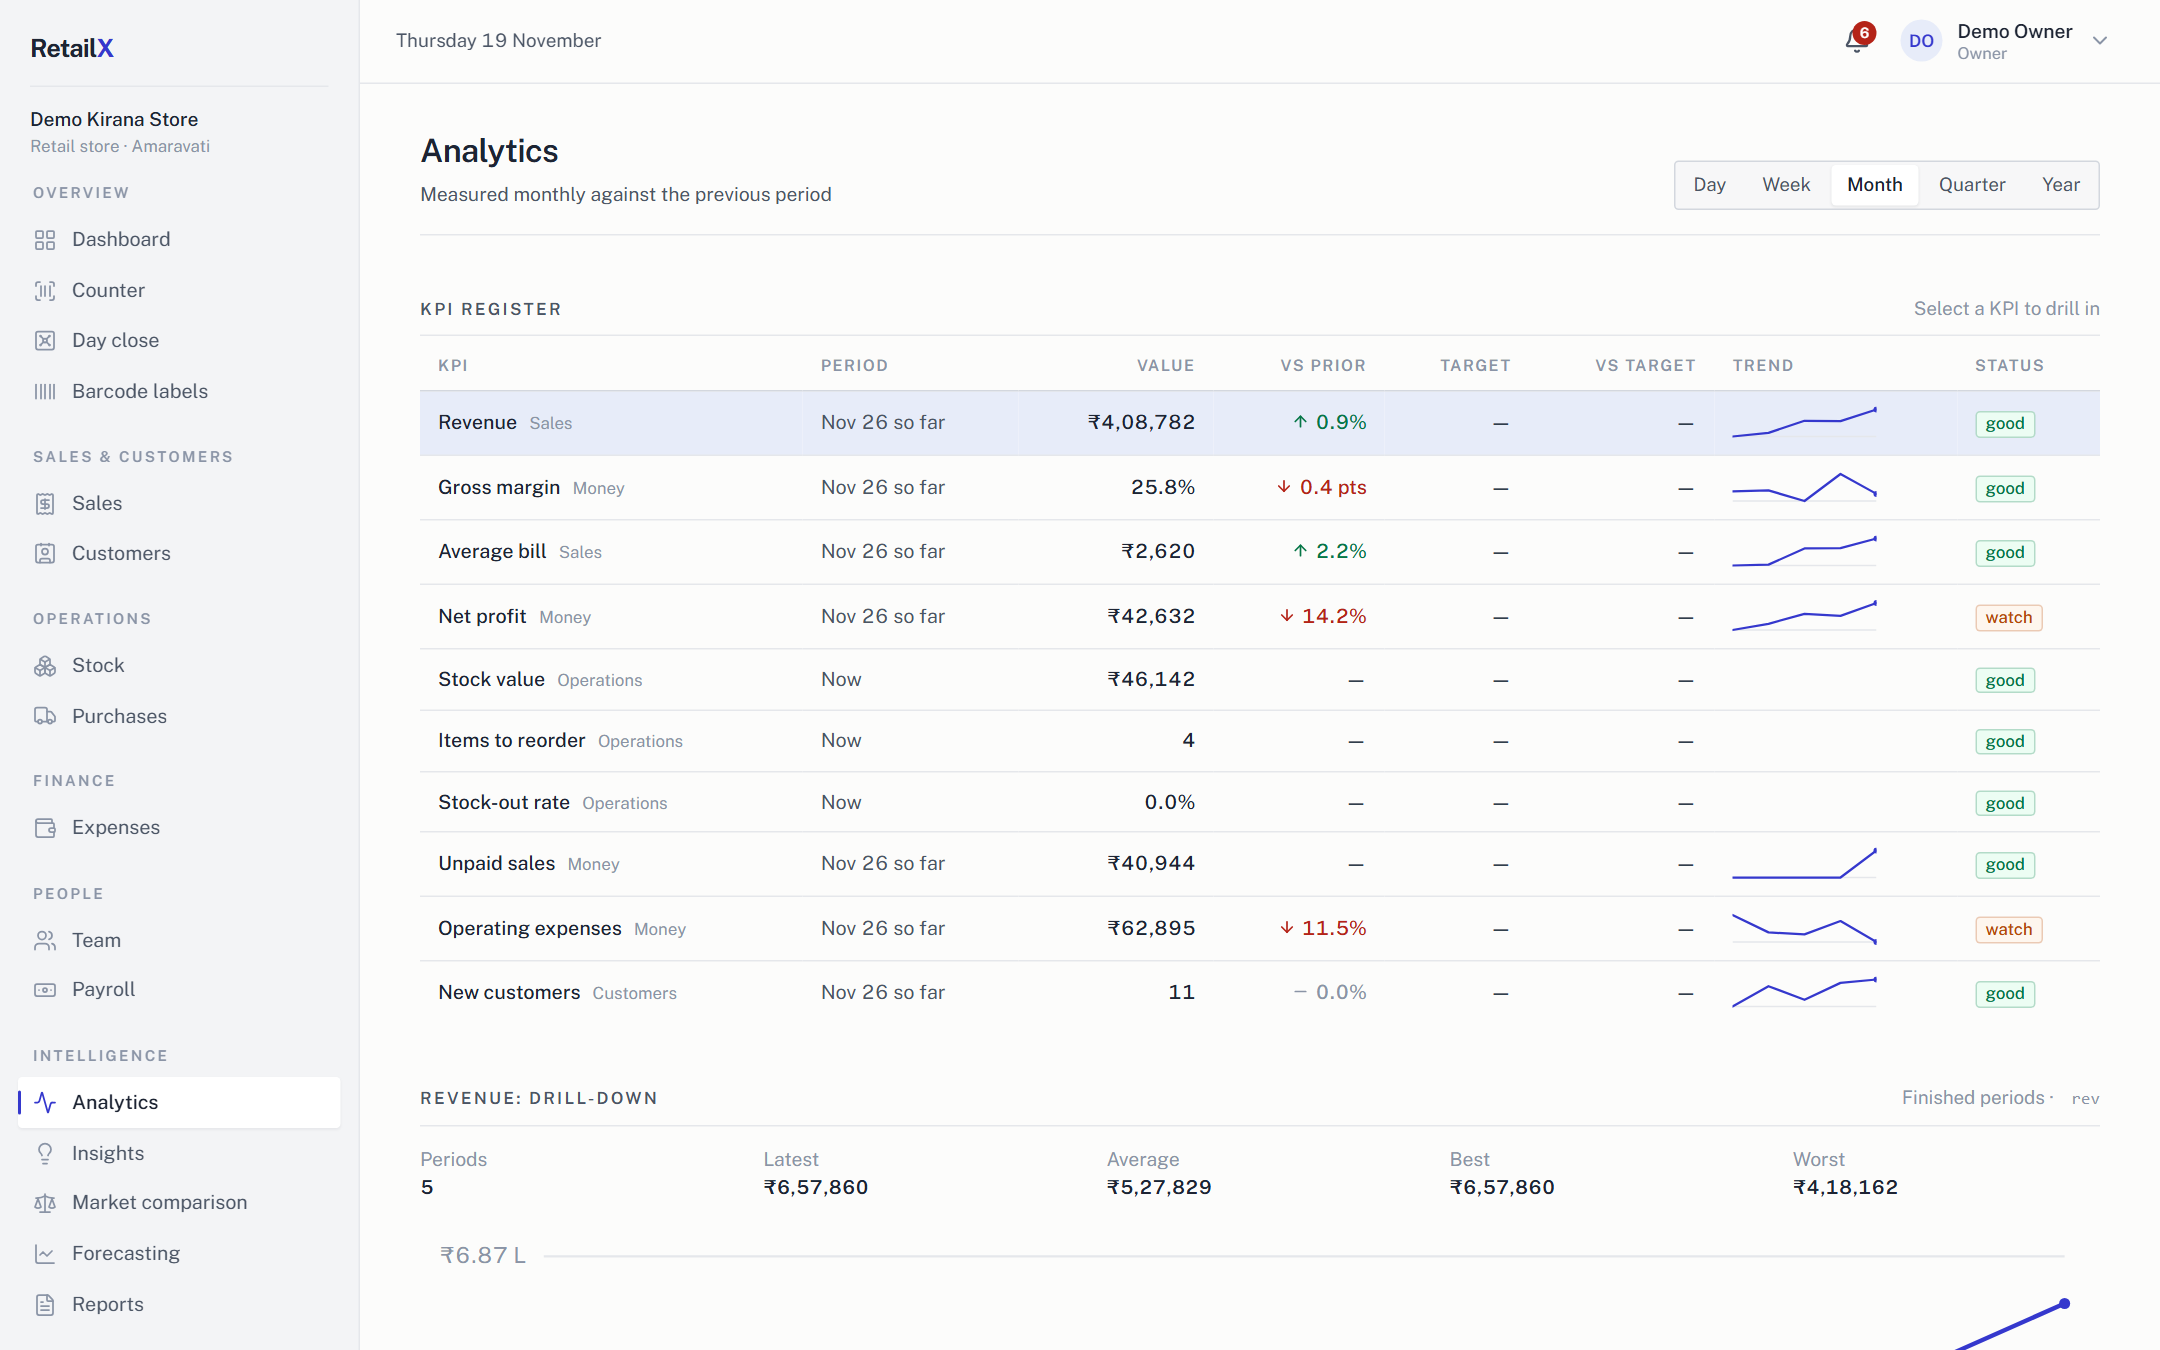 RetailX
Demo Kirana Store
Retail store · Amaravati
OVERVIEW
Dashboard
Counter
Day close
Barcode labels
SALES & CUSTOMERS
Sales
Customers
OPERATIONS
Stock
Purchases
FINANCE
Expenses
PEOPLE
Team
Payroll
INTELLIGENCE
Analytics
Insights
Market comparison
Forecasting
Reports
Thursday 19 November
6
DO
Demo Owner
Owner
Analytics
Measured monthly against the previous period
Day Week Month Quarter Year
KPI REGISTER
Select a KPI to drill in
KPI PERIOD VALUE VS PRIOR TARGET VS TARGET TREND STATUS
Revenue Sales Nov 26 so far ₹4,08,782 ↑ 0.9% — — good
Gross margin Money Nov 26 so far 25.8% ↓ 0.4 pts — — good
Average bill Sales Nov 26 so far ₹2,620 ↑ 2.2% — — good
Net profit Money Nov 26 so far ₹42,632 ↓ 14.2% — — watch
Stock value Operations Now ₹46,142 — — — good
Items to reorder Operations Now 4 — — — good
Stock-out rate Operations Now 0.0% — — — good
Unpaid sales Money Nov 26 so far ₹40,944 — — — good
Operating expenses Money Nov 26 so far ₹62,895 ↓ 11.5% — — watch
New customers Customers Nov 26 so far 11 — 0.0% — — good
REVENUE: DRILL-DOWN
Finished periods · rev
Periods Latest Average Best Worst
5 ₹6,57,860 ₹5,27,829 ₹6,57,860 ₹4,18,162
₹6.87 L